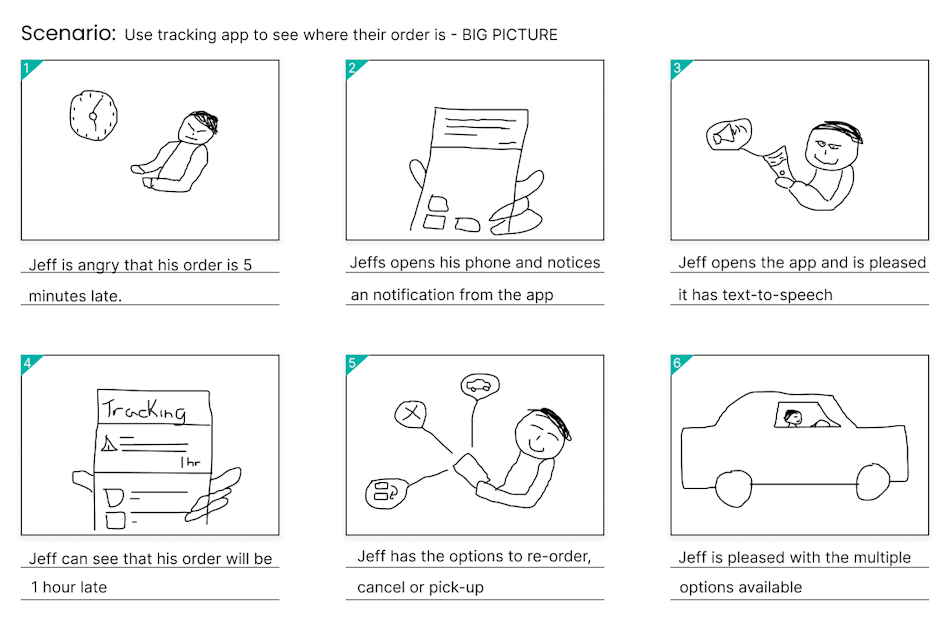 Scenario: Use tracking app to see where their order is - BIG PICTURE
1
Jeff is angry that his order is 5
minutes late.
2
Jeffs opens his phone and notices
an notification from the app
3
Jeff opens the app and is pleased
it has text-to-speech
4
Tracking
1hr
Jeff can see that his order will be
1 hour late
5
Jeff has the options to re-order,
cancel or pick-up
6
Jeff is pleased with the multiple
options available